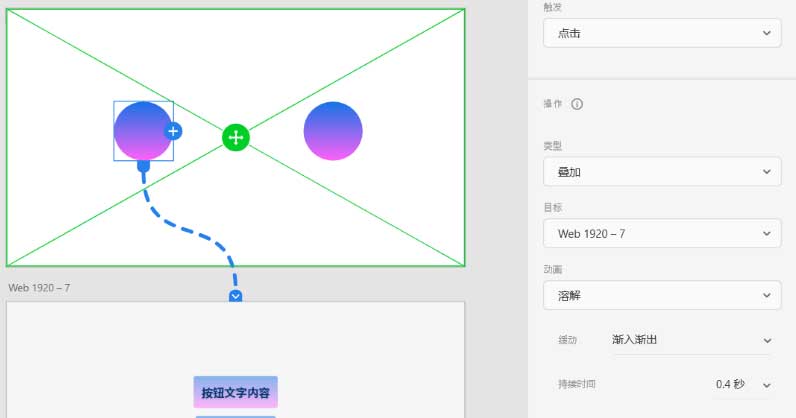 触发
点击
操作
类型
叠加
目标
Web 1920 – 7
动画
溶解
缓动 渐入渐出
持续时间 0.4 秒
Web 1920 – 7
按钮文字内容